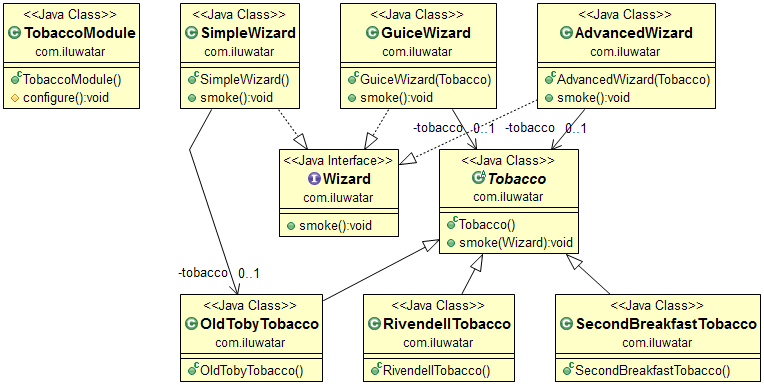 <<Java Class>>
TobaccoModule
com.iluwatar
TobaccoModule()
configure():void
<<Java Class>>
SimpleWizard
com.iluwatar
SimpleWizard()
smoke():void
<<Java Class>>
GuiceWizard
com.iluwatar
GuiceWizard(Tobacco)
smoke():void
<<Java Class>>
AdvancedWizard
com.iluwatar
AdvancedWizard(Tobacco)
smoke():void
-tobacco 0..1
-tobacco 0..1
<<Java Interface>>
Wizard
com.iluwatar
smoke():void
<<Java Class>>
Tobacco
com.iluwatar
Tobacco()
smoke(Wizard):void
-tobacco 0..1
<<Java Class>>
OldTobyTobacco
com.iluwatar
OldTobyTobacco()
<<Java Class>>
RivendellTobacco
com.iluwatar
RivendellTobacco()
<<Java Class>>
SecondBreakfastTobacco
com.iluwatar
SecondBreakfastTobacco()